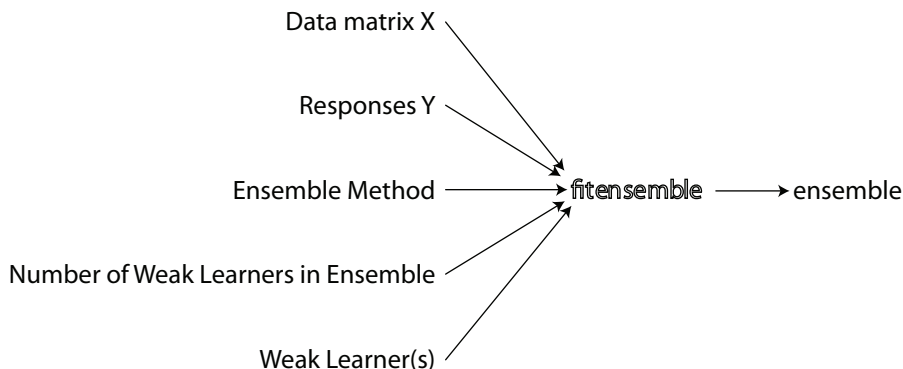 Data matrix X
Responses Y
Ensemble Method
fitensemble
ensemble
Number of Weak Learners in Ensemble
Weak Learner(s)